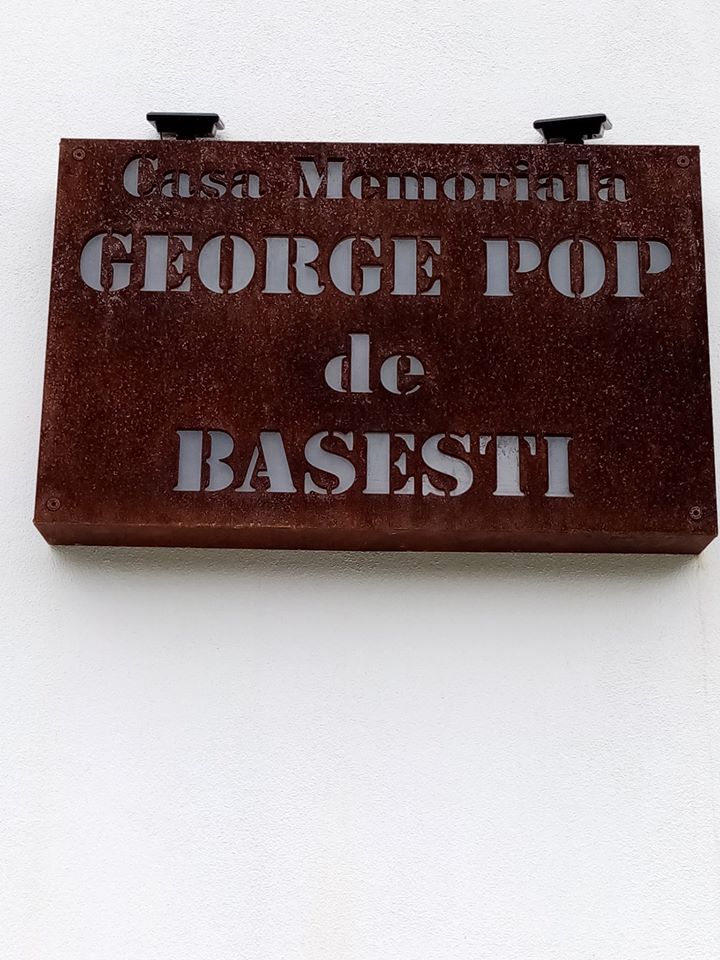 Casa Memoriala
GEORGE POP
de
BASESTI